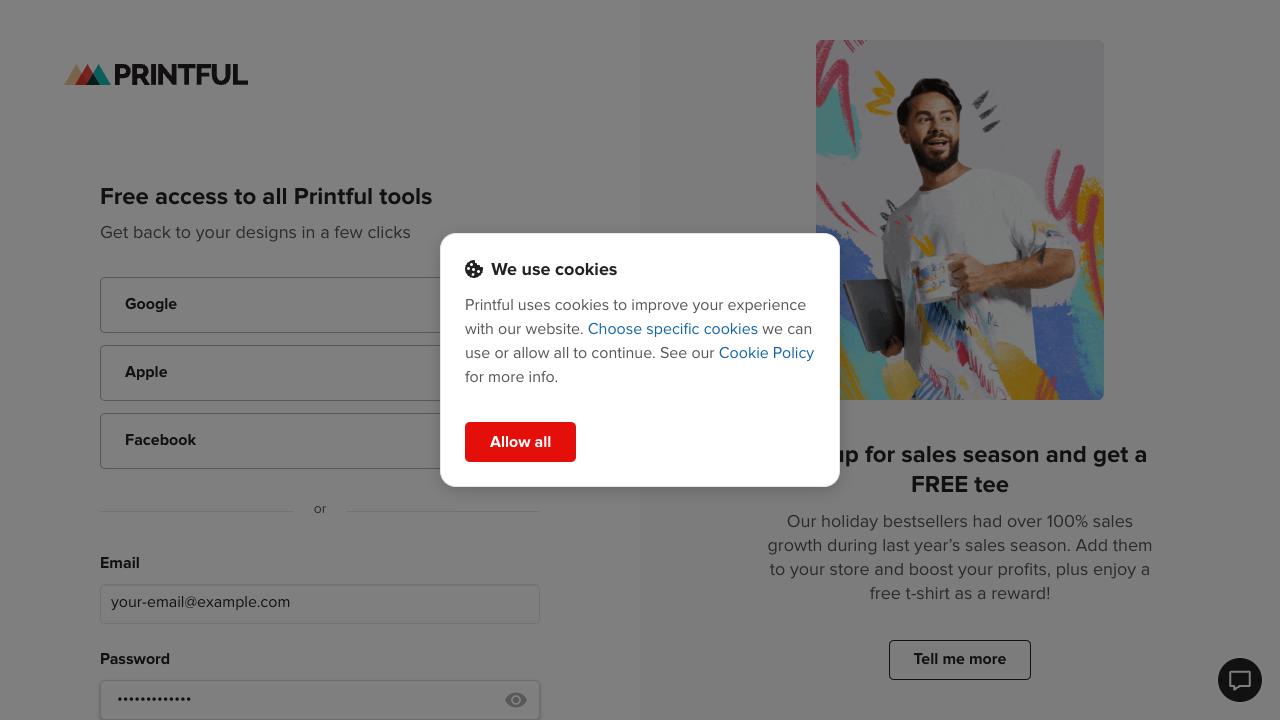 PRINTFUL
Free access to all Printful tools
Get back to your designs in a few clicks
Google
Apple
Facebook
or
Email
your-email@example.com
Password
•••••••••••••
We use cookies
Printful uses cookies to improve your experience
with our website. Choose specific cookies we can
use or allow all to continue. See our Cookie Policy
for more info.
Allow all
up for sales season and get a
FREE tee
Our holiday bestsellers had over 100% sales
growth during last year’s sales season. Add them
to your store and boost your profits, plus enjoy a
free t-shirt as a reward!
Tell me more